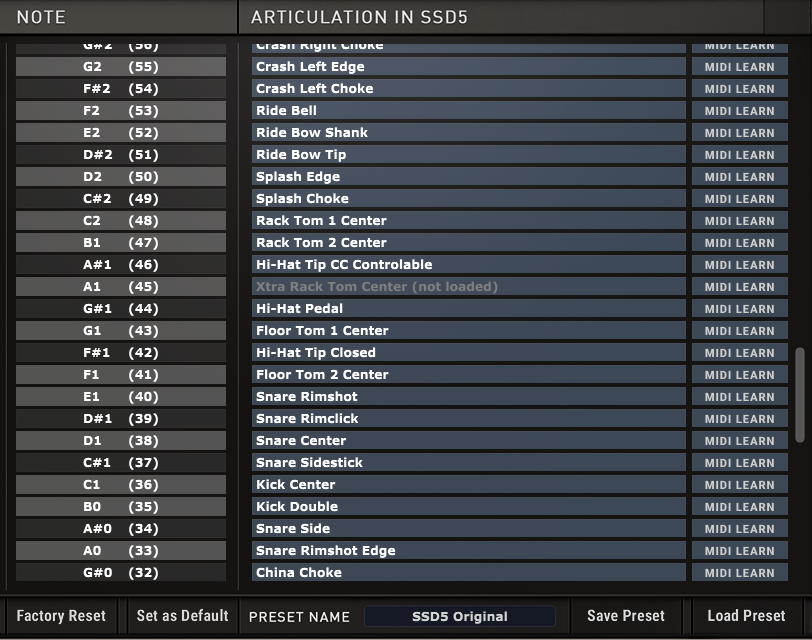 NOTE ARTICULATION IN SSD5
G#2 (56) Crash Right Choke
G2 (55) Crash Left Edge MIDI LEARN
F#2 (54) Crash Left Choke MIDI LEARN
F2 (53) Ride Bell MIDI LEARN
E2 (52) Ride Bow Shank MIDI LEARN
D#2 (51) Ride Bow Tip MIDI LEARN
D2 (50) Splash Edge MIDI LEARN
C#2 (49) Splash Choke MIDI LEARN
C2 (48) Rack Tom 1 Center MIDI LEARN
B1 (47) Rack Tom 2 Center MIDI LEARN
A#1 (46) Hi-Hat Tip CC Controlable MIDI LEARN
A1 (45) Xtra Rack Tom Center (not loaded) MIDI LEARN
G#1 (44) Hi-Hat Pedal MIDI LEARN
G1 (43) Floor Tom 1 Center MIDI LEARN
F#1 (42) Hi-Hat Tip Closed MIDI LEARN
F1 (41) Floor Tom 2 Center MIDI LEARN
E1 (40) Snare Rimshot MIDI LEARN
D#1 (39) Snare Rimclick MIDI LEARN
D1 (38) Snare Center MIDI LEARN
C#1 (37) Snare Sidestick MIDI LEARN
C1 (36) Kick Center MIDI LEARN
B0 (35) Kick Double MIDI LEARN
A#0 (34) Snare Side MIDI LEARN
A0 (33) Snare Rimshot Edge MIDI LEARN
G#0 (32) China Choke MIDI LEARN
Factory Reset Set as Default PRESET NAME SSD5 Original Save Preset Load Preset